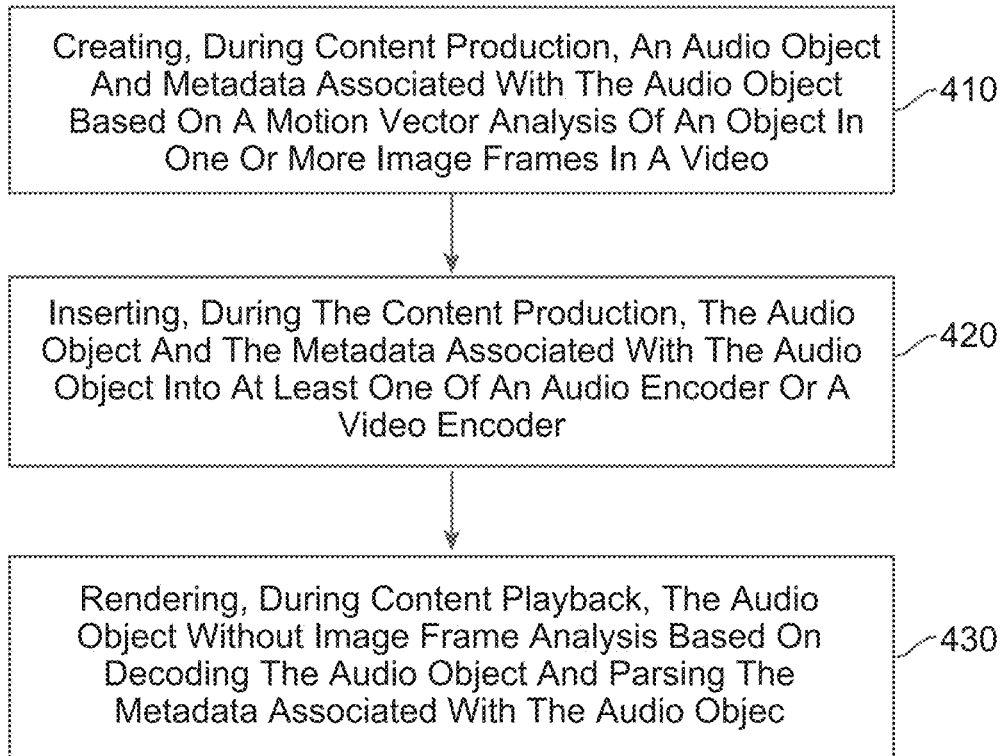 Creating, During Content Production, An Audio Object
And Metadata Associated With The Audio Object
Based On A Motion Vector Analysis Of An Object In
One Or More Image Frames In A Video
410
Inserting, During The Content Production, The Audio
Object And The Metadata Associated With The Audio
Object Into At Least One Of An Audio Encoder Or A
Video Encoder
420
Rendering, During Content Playback, The Audio
Object Without Image Frame Analysis Based On
Decoding The Audio Object And Parsing The
Metadata Associated With The Audio Objec
430